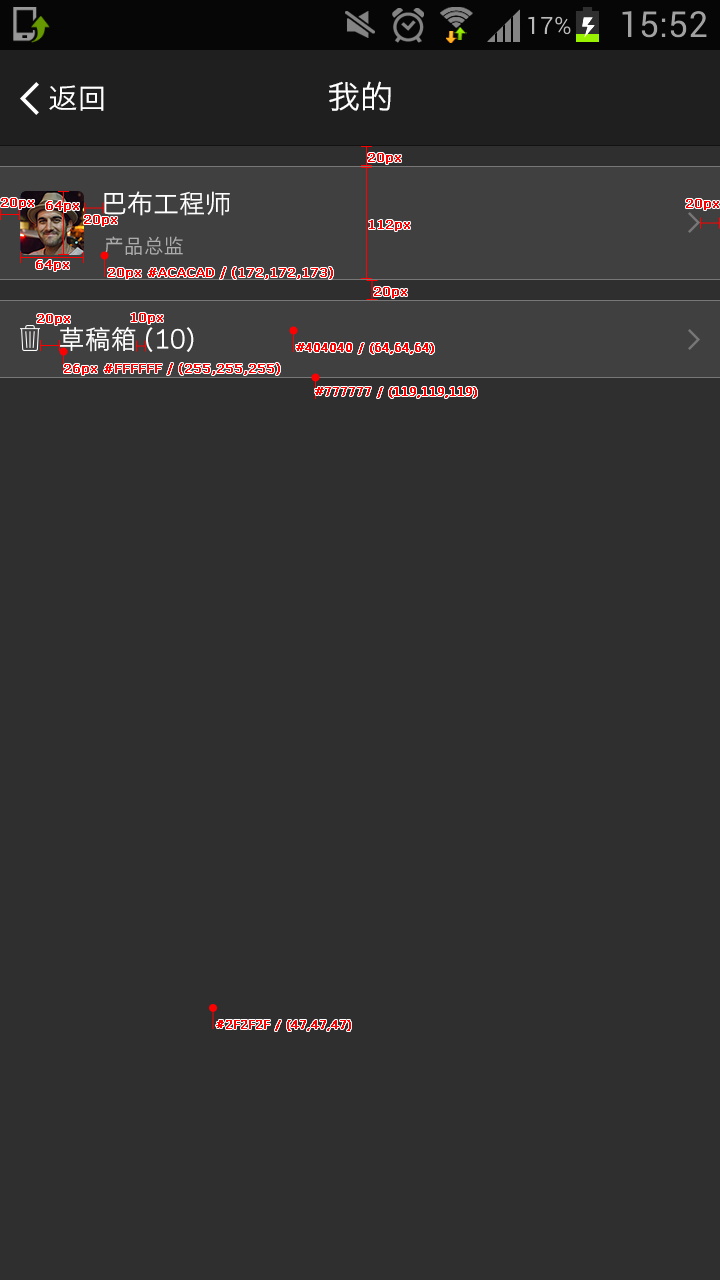 17% 15:52
返回 我的
20px
20px 64px 巴布工程师 20px
20px 112px
产品总监
64px
20px #ACACAD / (172,172,173)
20px
20px 10px
草稿箱 (10)
#404040 / (64,64,64)
26px #FFFFFF / (255,255,255)
#777777 / (119,119,119)
#2F2F2F / (47,47,47)